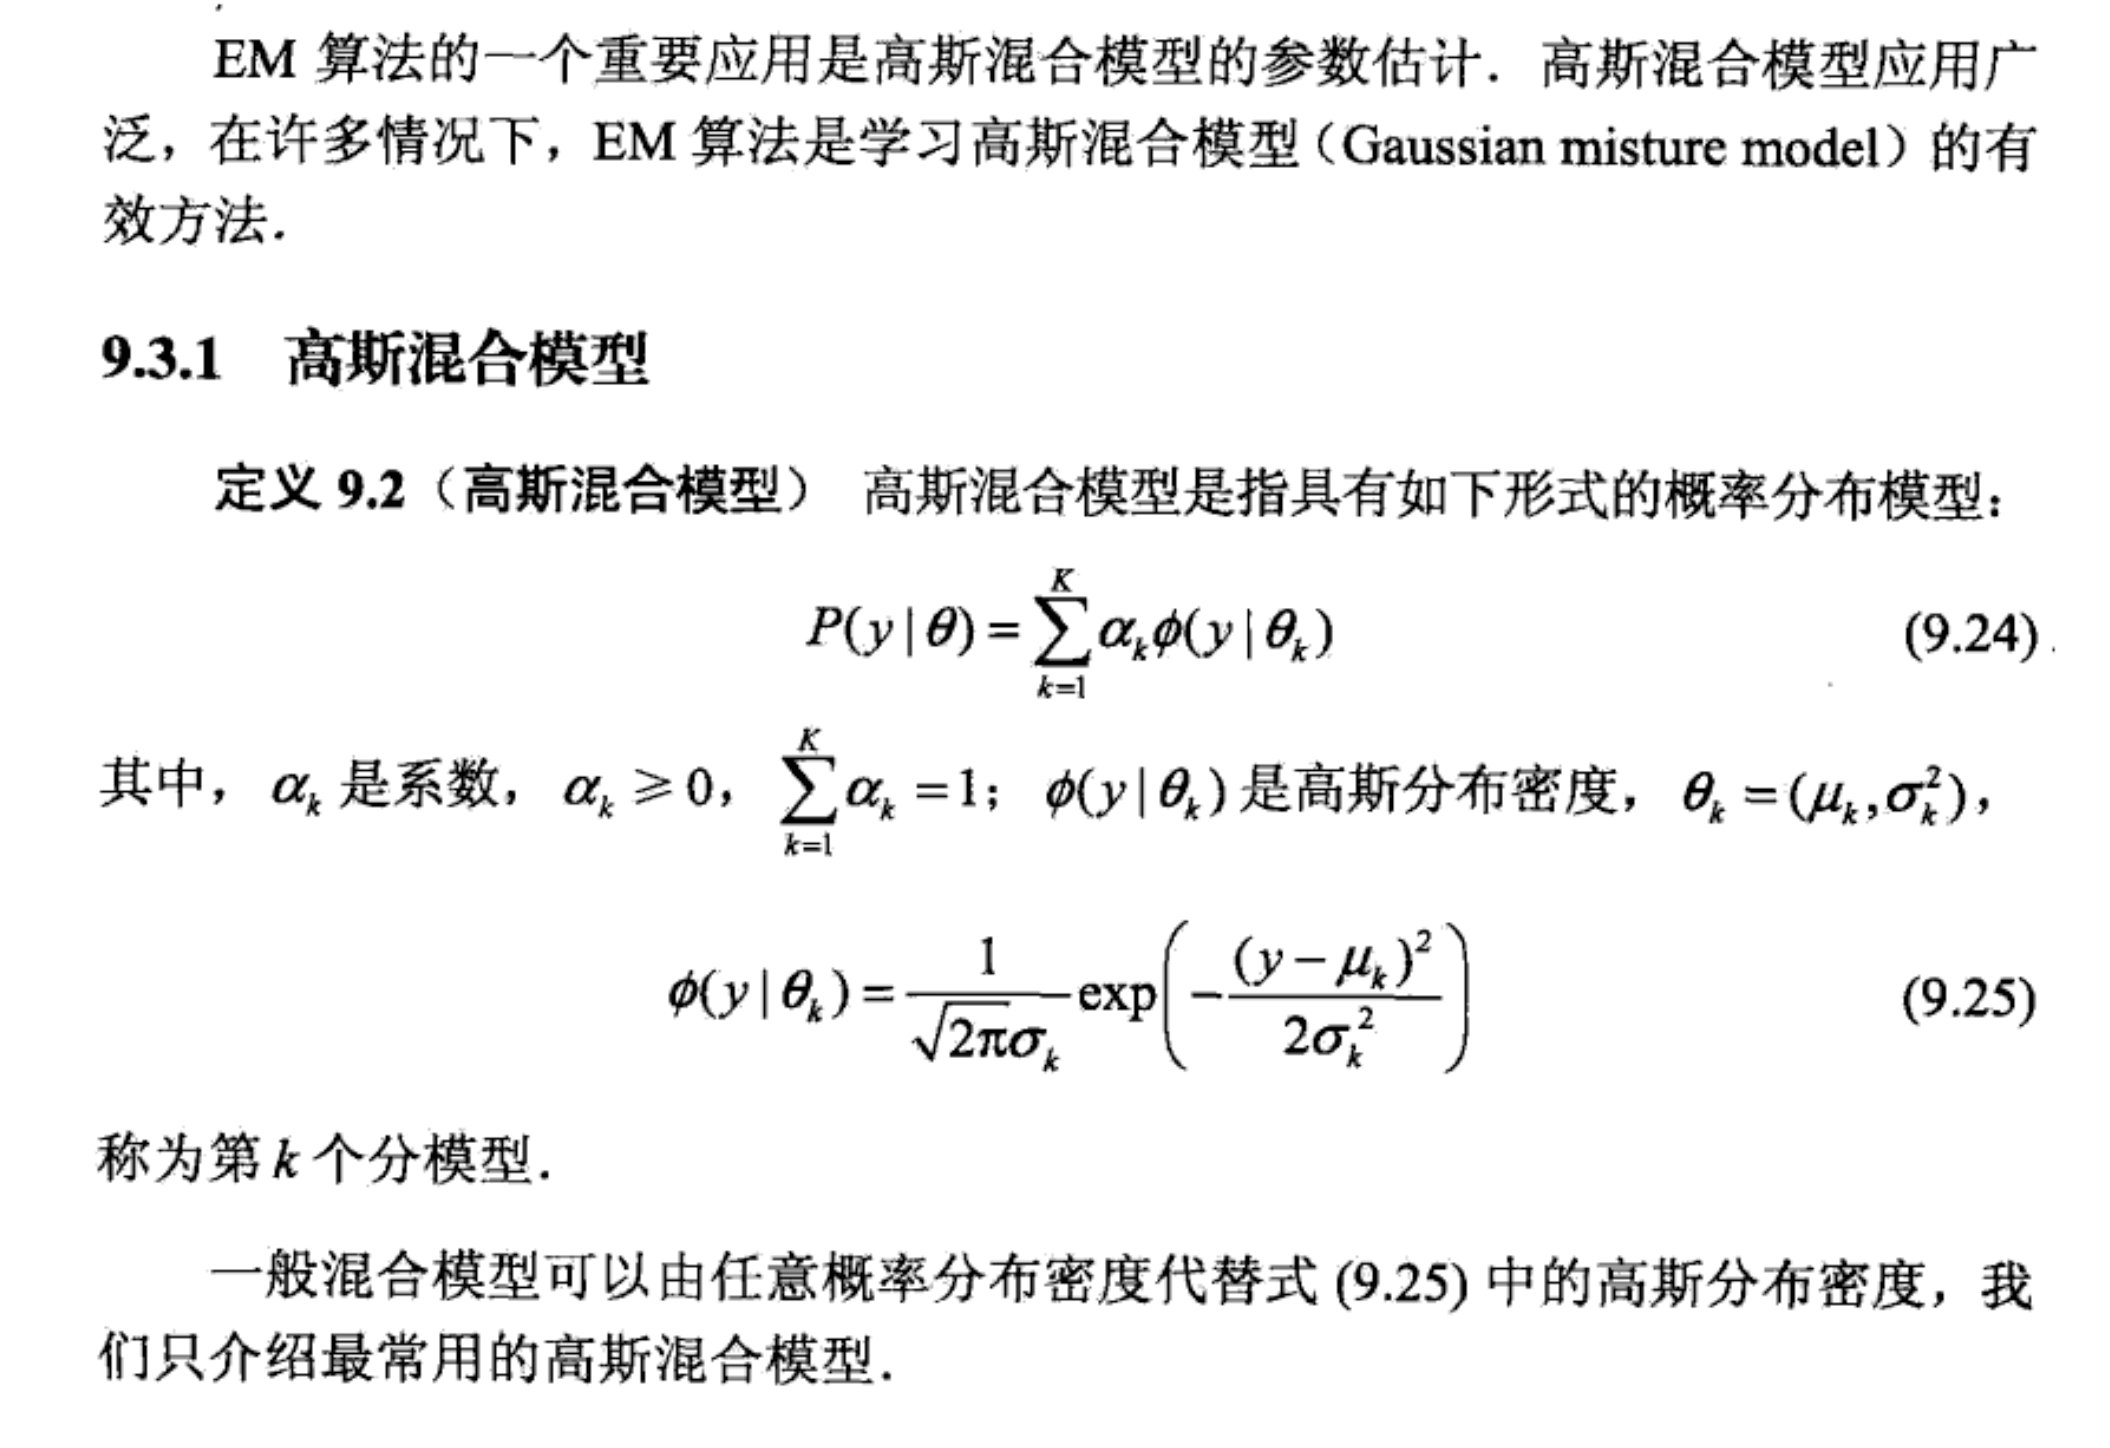 EM 算法的一个重要应用是高斯混合模型的参数估计．高斯混合模型应用广
泛，在许多情况下，EM 算法是学习高斯混合模型（Gaussian misture model）的有
效方法．
9.3.1 高斯混合模型
定义 9.2（高斯混合模型） 高斯混合模型是指具有如下形式的概率分布模型：
$P(y|\theta)=\sum_{k=1}^{K}\alpha_k\phi(y|\theta_k)$ (9.24)
其中，$\alpha_k$ 是系数，$\alpha_k \geqslant 0$，$\sum_{k=1}^{K}\alpha_k=1$；$\phi(y|\theta_k)$ 是高斯分布密度，$\theta_k=(\mu_k,\sigma_k^2)$，
$\phi(y|\theta_k)=\frac{1}{\sqrt{2\pi}\sigma_k}\exp\left(-\frac{(y-\mu_k)^2}{2\sigma_k^2}\right)$ (9.25)
称为第 k 个分模型．
一般混合模型可以由任意概率分布密度代替式 (9.25) 中的高斯分布密度，我
们只介绍最常用的高斯混合模型．